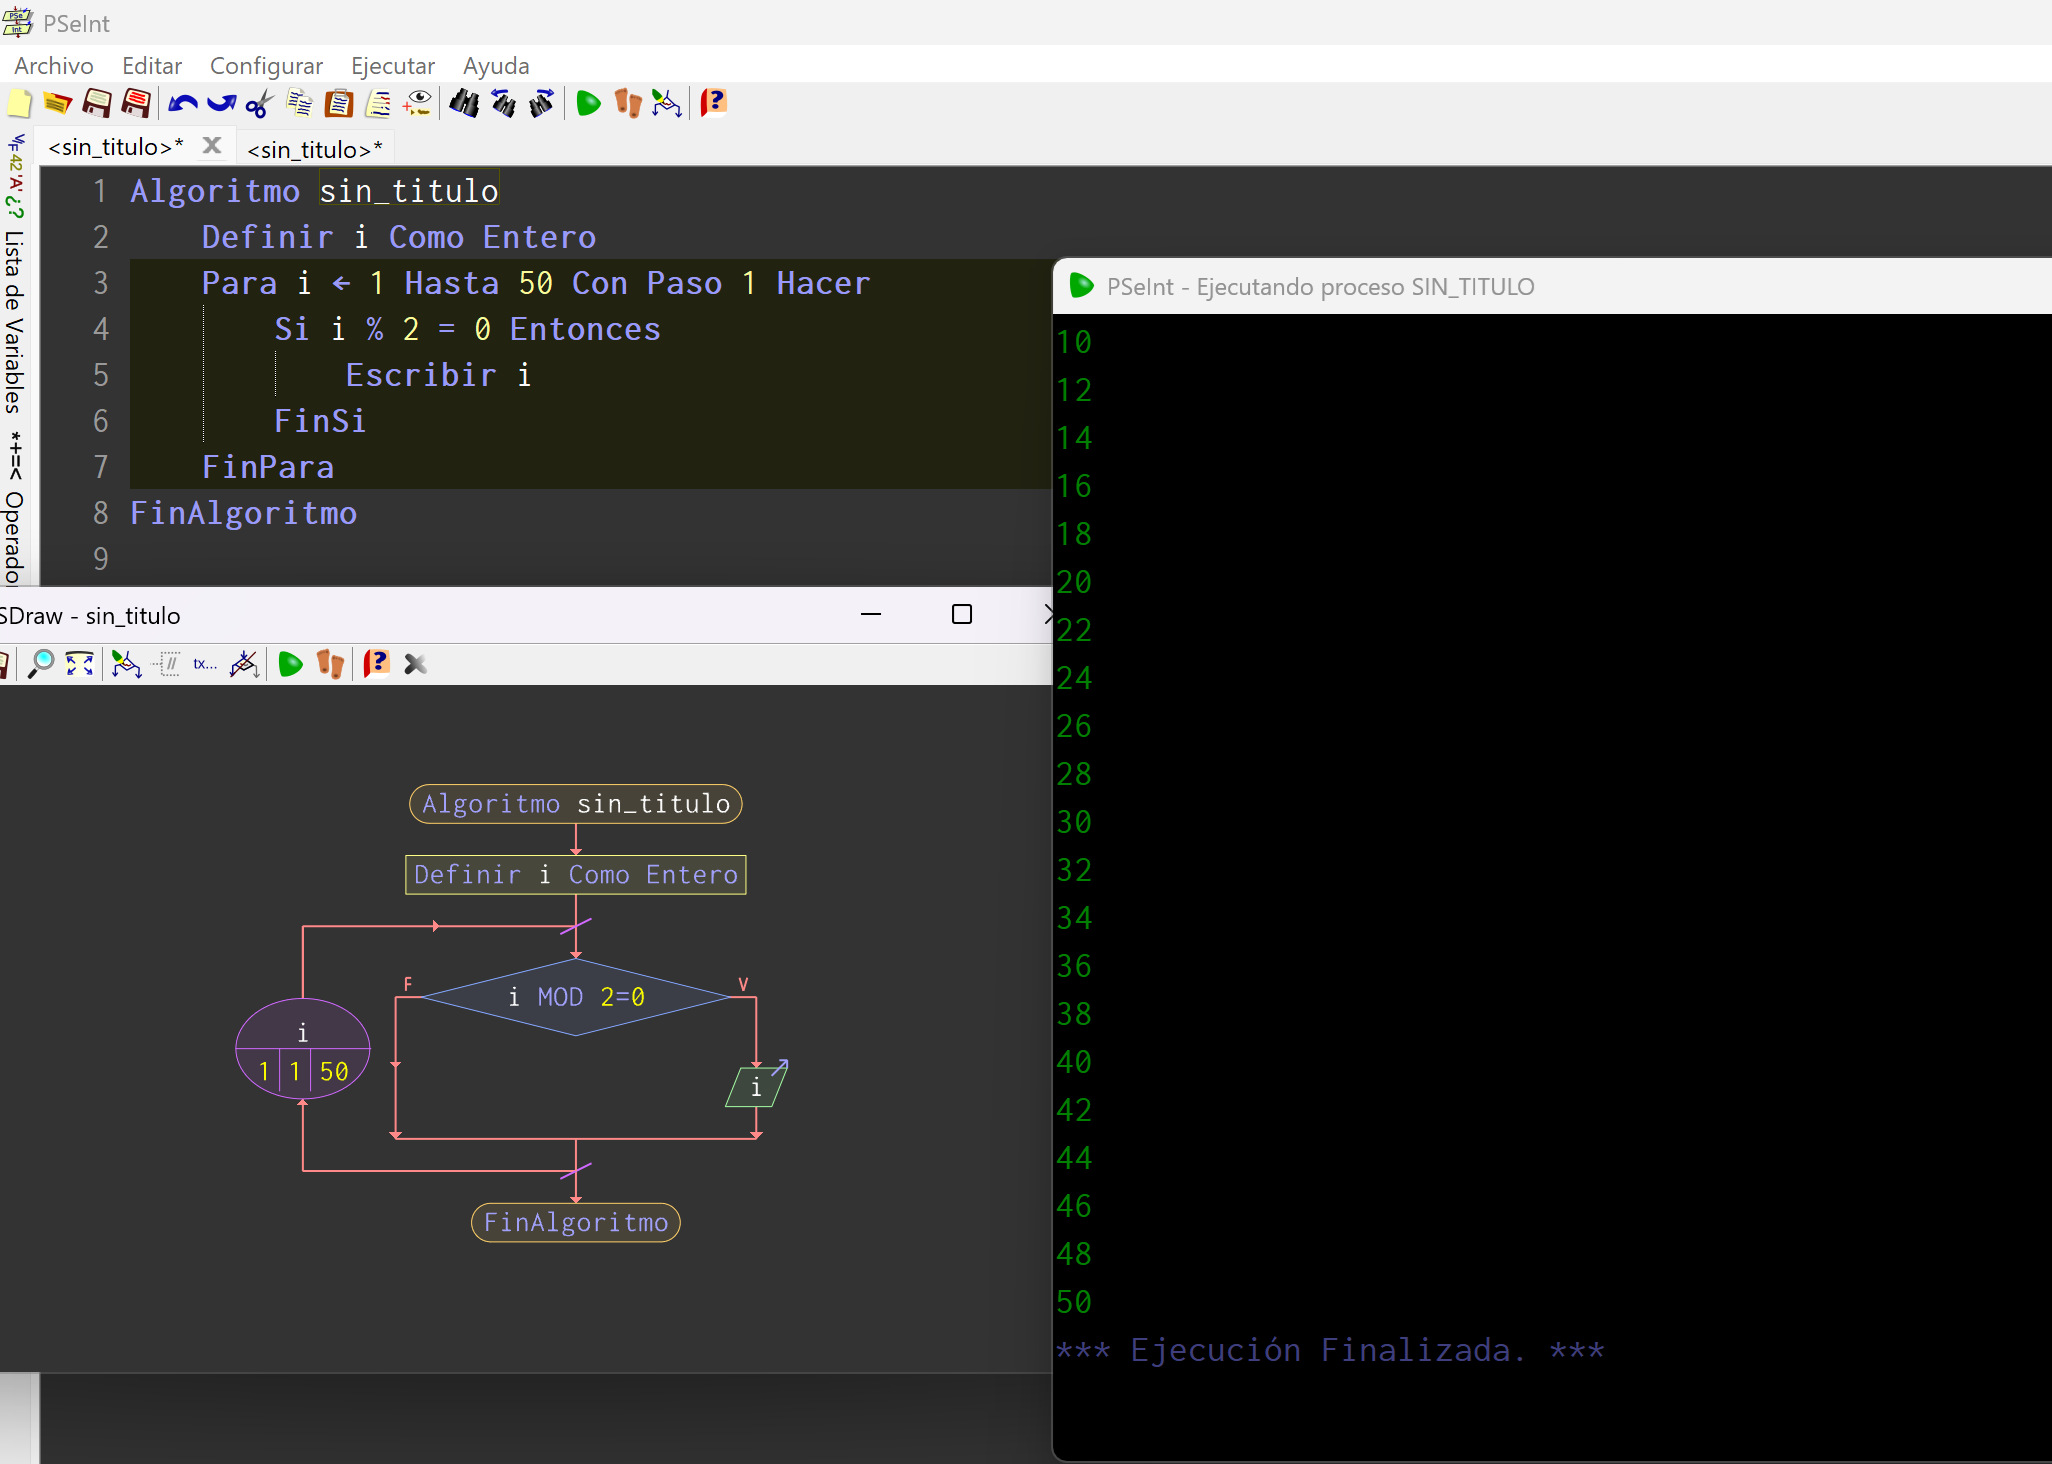 PSeInt
Archivo Editar Configurar Ejecutar Ayuda
<sin_titulo>* X <sin_titulo>*
1 Algoritmo sin_titulo
2 Definir i Como Entero
3 Para i ← 1 Hasta 50 Con Paso 1 Hacer
4 Si i % 2 = 0 Entonces
5 Escribir i
6 FinSi
7 FinPara
8 FinAlgoritmo
9
42 'A' ¿? Lista de Variables
*+=< Operador
SDraw - sin_titulo
tx...
Algoritmo sin_titulo
Definir i Como Entero
F
V
i MOD 2=0
i
1 1 50
i
FinAlgoritmo
PSeInt - Ejecutando proceso SIN_TITULO
10
12
14
16
18
20
22
24
26
28
30
32
34
36
38
40
42
44
46
48
50
*** Ejecución Finalizada. ***